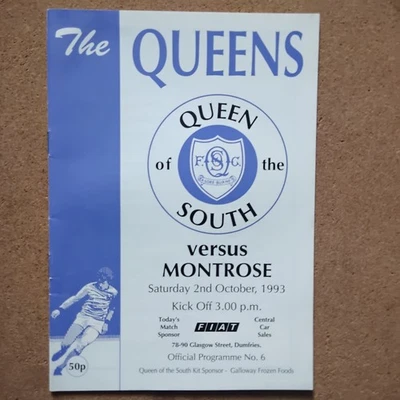 The QUEENS
QUEEN
of the
SOUTH
F.C.
versus
MONTROSE
Saturday 2nd October, 1993
Kick Off 3.00 p.m.
Today's Match Sponsor
FIAT
Central Car Sales
78-90 Glasgow Street, Dumfries.
Official Programme No. 6
Queen of the South Kit Sponsor - Galloway Frozen Foods
50p